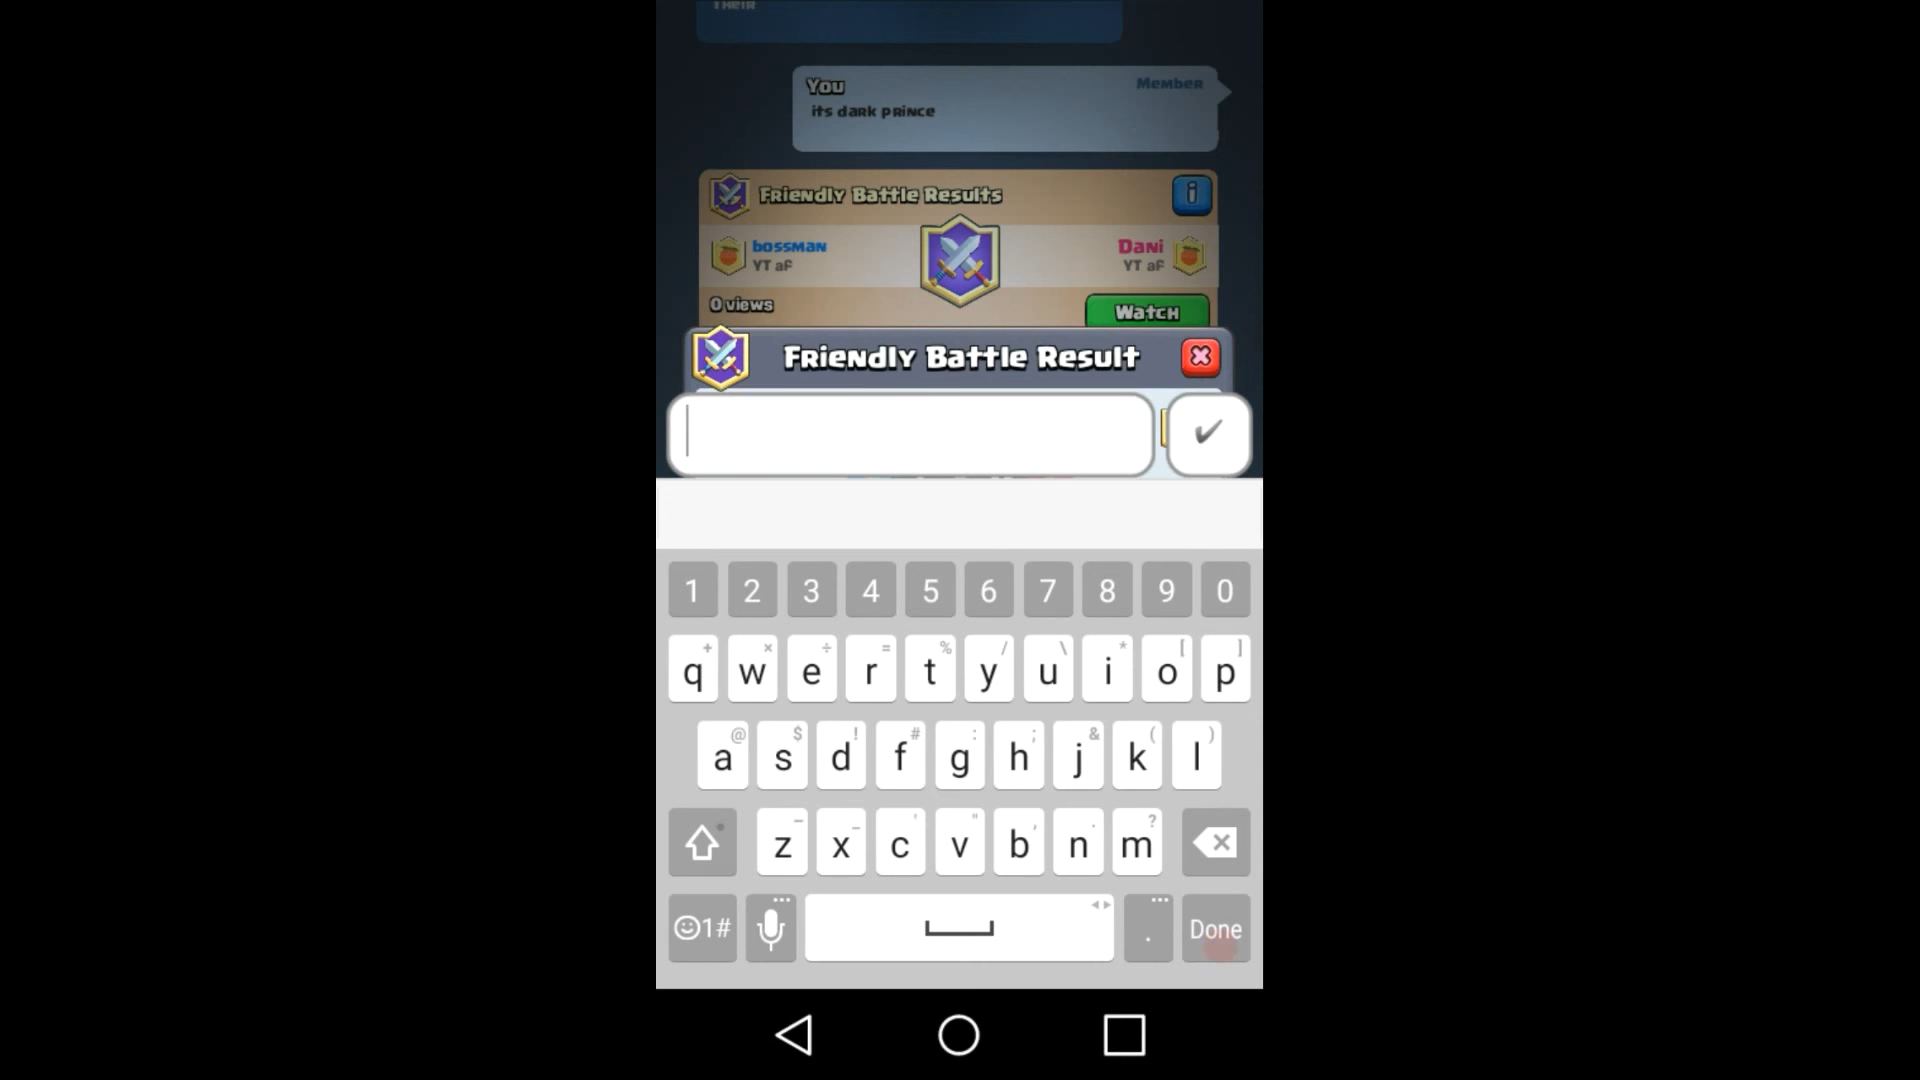 THEIR
You Member
its dark prince
Friendly Battle Results i
bossman Dani
YT af YT af
0 views Watch
Friendly Battle Result
1 2 3 4 5 6 7 8 9 0
+ × ÷ = % / \ * [ ]
q w e r t y u i o p
@ $ ! # : ; & ( )
a s d f g h j k l
- _ ' " , . ?
z x c v b n m
1# . Done